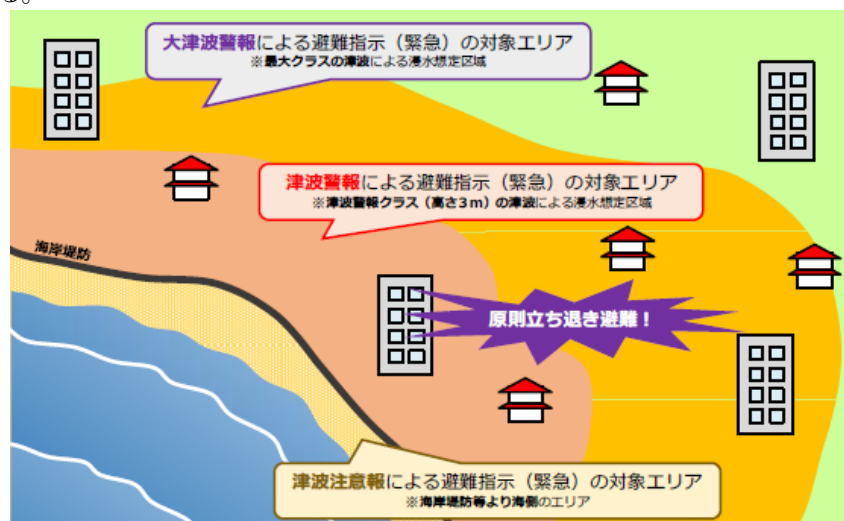 る。
大津波警報による避難指示（緊急）の対象エリア
※最大クラスの津波による浸水想定区域
津波警報による避難指示（緊急）の対象エリア
※津波警報クラス（高さ３ｍ）の津波による浸水想定区域
海岸堤防
原則立ち退き避難！
津波注意報による避難指示（緊急）の対象エリア
※海岸堤防等より海側のエリア